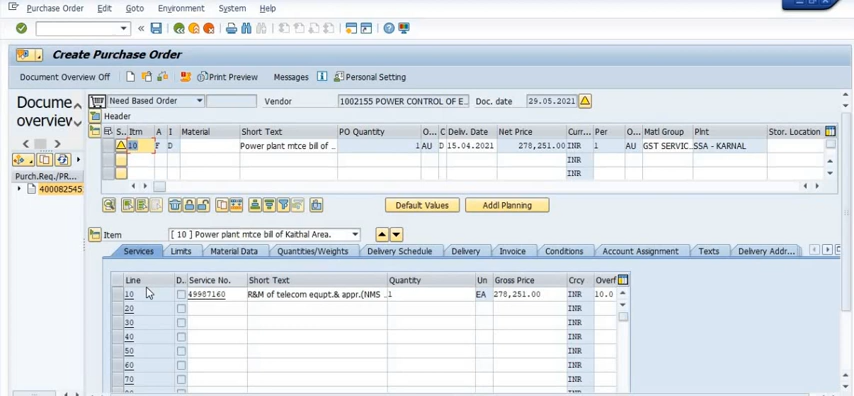 Purchase Order Edit Goto Environment System Help
Create Purchase Order
Document Overview Off Print Preview Messages Personal Setting
Docume
overview
Need Based Order Vendor 1002155 POWER CONTROL OF E... Doc. date 29.05.2021
Header
S.. Itm A I Material Short Text PO Quantity O... C Deliv. Date Net Price Curr... Per O... Matl Group Plnt Stor. Location
10 F D Power plant mtce bill of .. 1 AU D 15.04.2021 278,251.00 INR 1 AU GST SERVIC.. SSA - KARNAL
INR
INR
Purch.Req./PR...
400082545
Default Values Addl Planning
Item [ 10 ] Power plant mtce bill of Kaithal Area.
Services Limits Material Data Quantities/Weights Delivery Schedule Delivery Invoice Conditions Account Assignment Texts Delivery Addr...
Line D.. Service No. Short Text Quantity Un Gross Price Crcy Overf
10 49987160 R&M of telecom equpt.& appr.(NMS .. 1 EA 278,251.00 INR 10.0
20 INR
30 INR
40 INR
50 INR
60 INR
70 INR